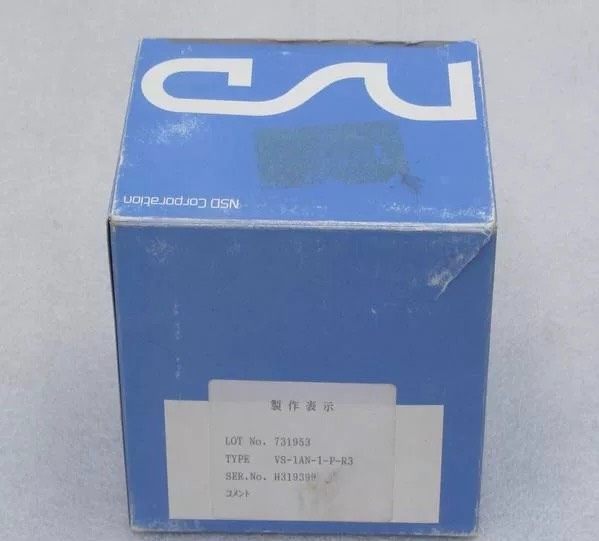 NSD
NSD Corporation
製作表示
LOT No. 731953
TYPE VS-1AN-1-P-R3
SER.No.
コメント